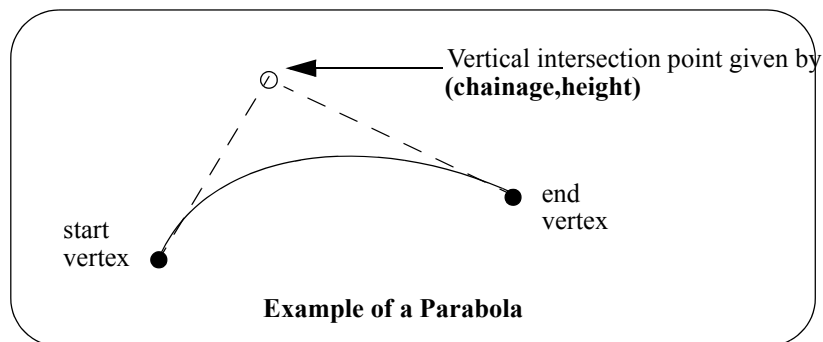 Vertical intersection point given by
(chainage,height)
end
vertex
start
vertex
Example of a Parabola